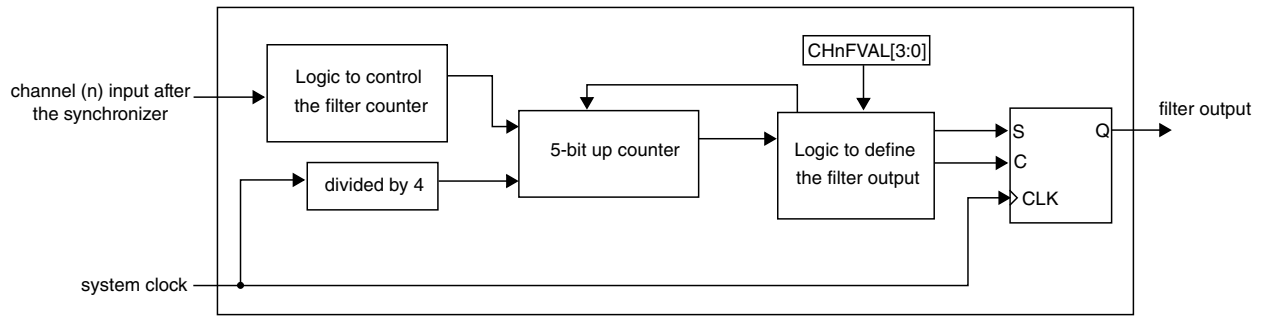 CHnFVAL[3:0]
channel (n) input after
the synchronizer
Logic to control
the filter counter
5-bit up counter
Logic to define
the filter output
S
Q
C
CLK
filter output
divided by 4
system clock